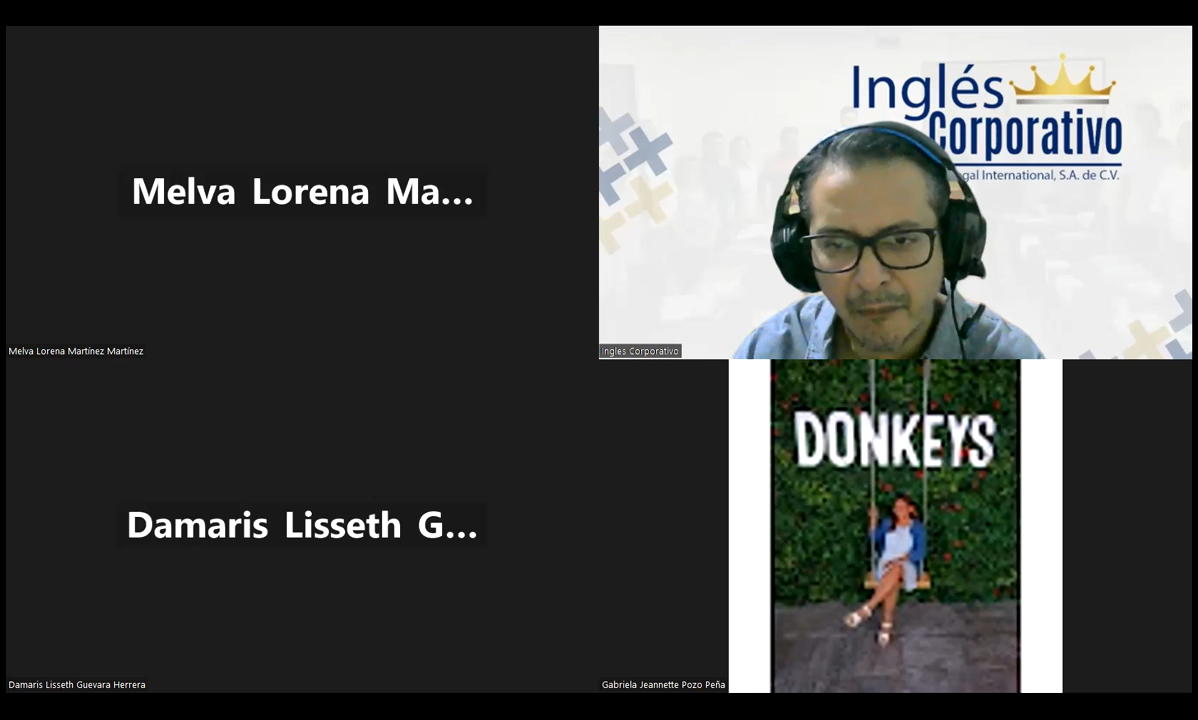 Melva Lorena Ma...
Melva Lorena Martínez Martínez
Inglés
Corporativo
gal International, S.A. de C.V.
Ingles Corporativo
Damaris Lisseth G...
Damaris Lisseth Guevara Herrera
DONKEYS
Gabriela Jeannette Pozo Peña